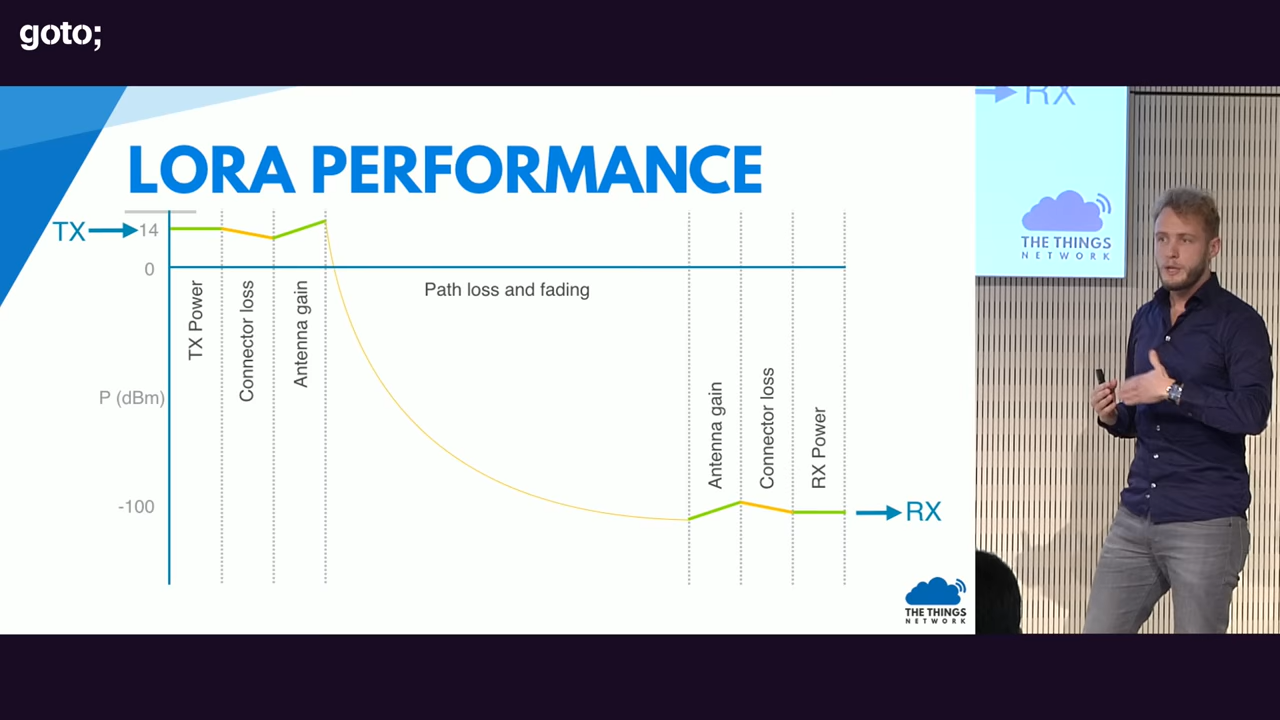 goto;
LORA PERFORMANCE
TX
14
0
TX Power
Connector loss
Antenna gain
Path loss and fading
P (dBm)
-100
Antenna gain
Connector loss
RX Power
RX
THE THINGS
NETWORK
RX
THE THINGS
NETWORK